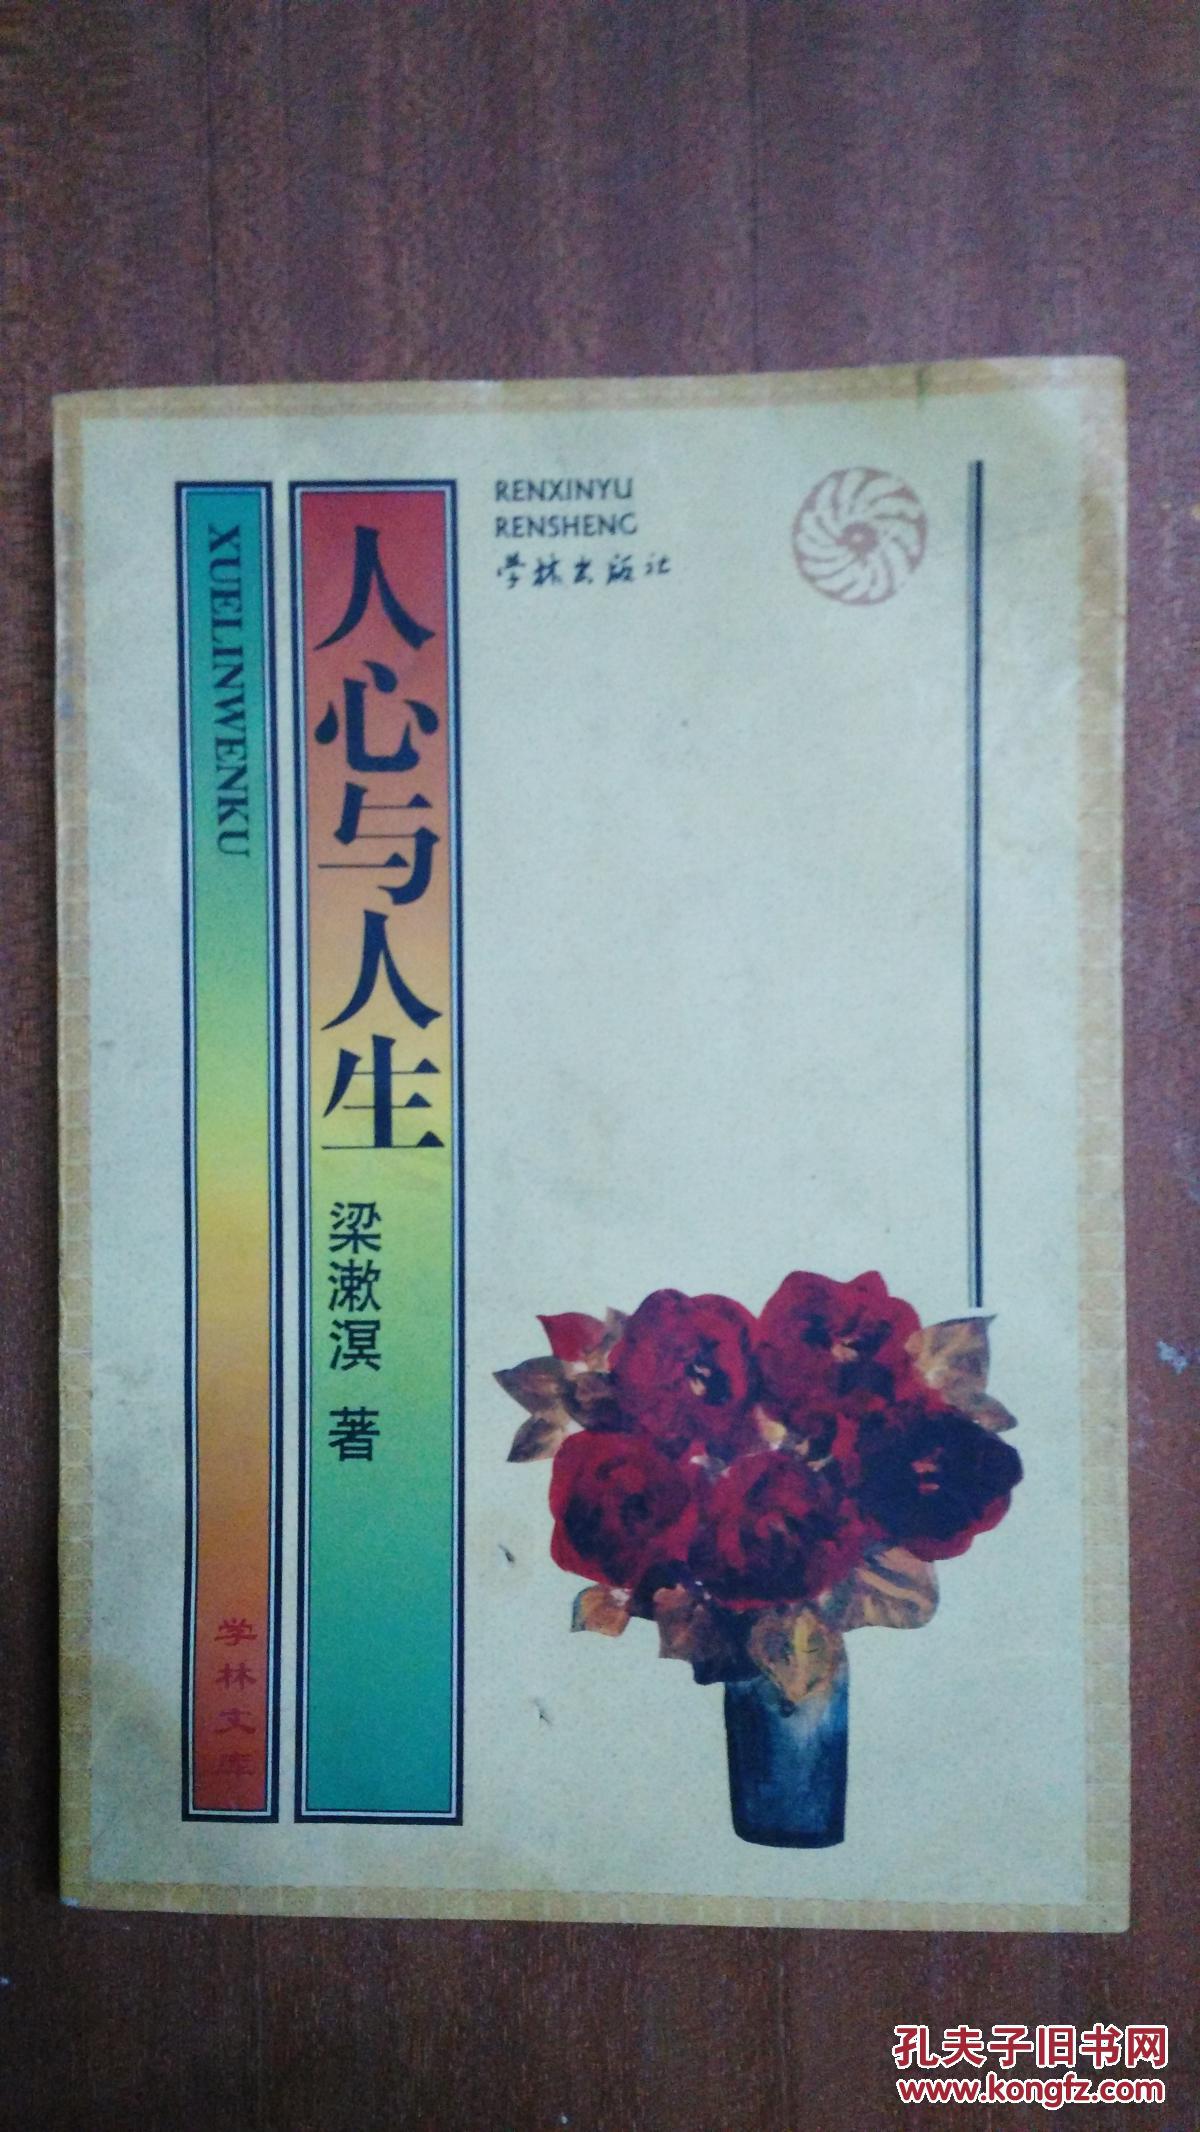 RENXINYU
RENSHENG
学林出版社
人心与人生
梁漱溟 著
XUELINWENKU
学林文库
孔夫子旧书网
www.kongfz.com